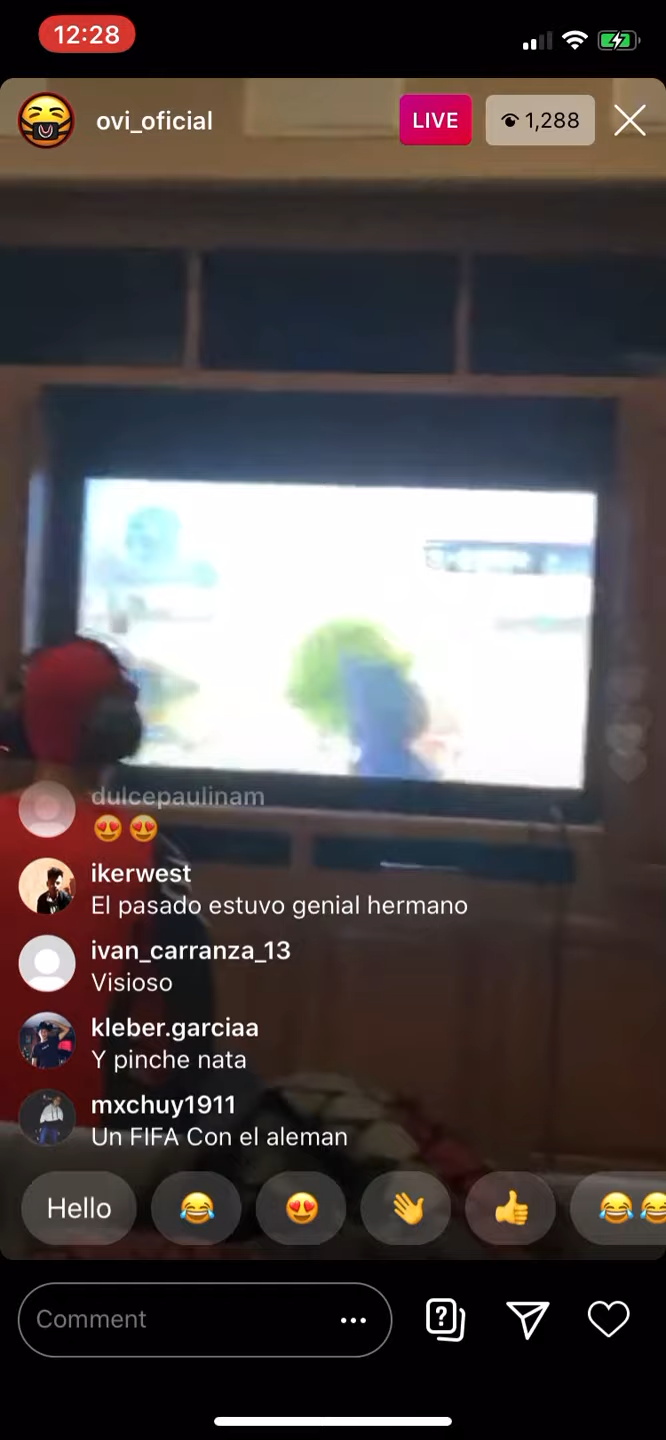 12:28
ovi_oficial
LIVE
1,288
dulcepaulinam
😍 😍
ikerwest
El pasado estuvo genial hermano
ivan_carranza_13
Visioso
kleber.garciaa
Y pinche nata
mxchuy1911
Un FIFA Con el aleman
Hello
Comment